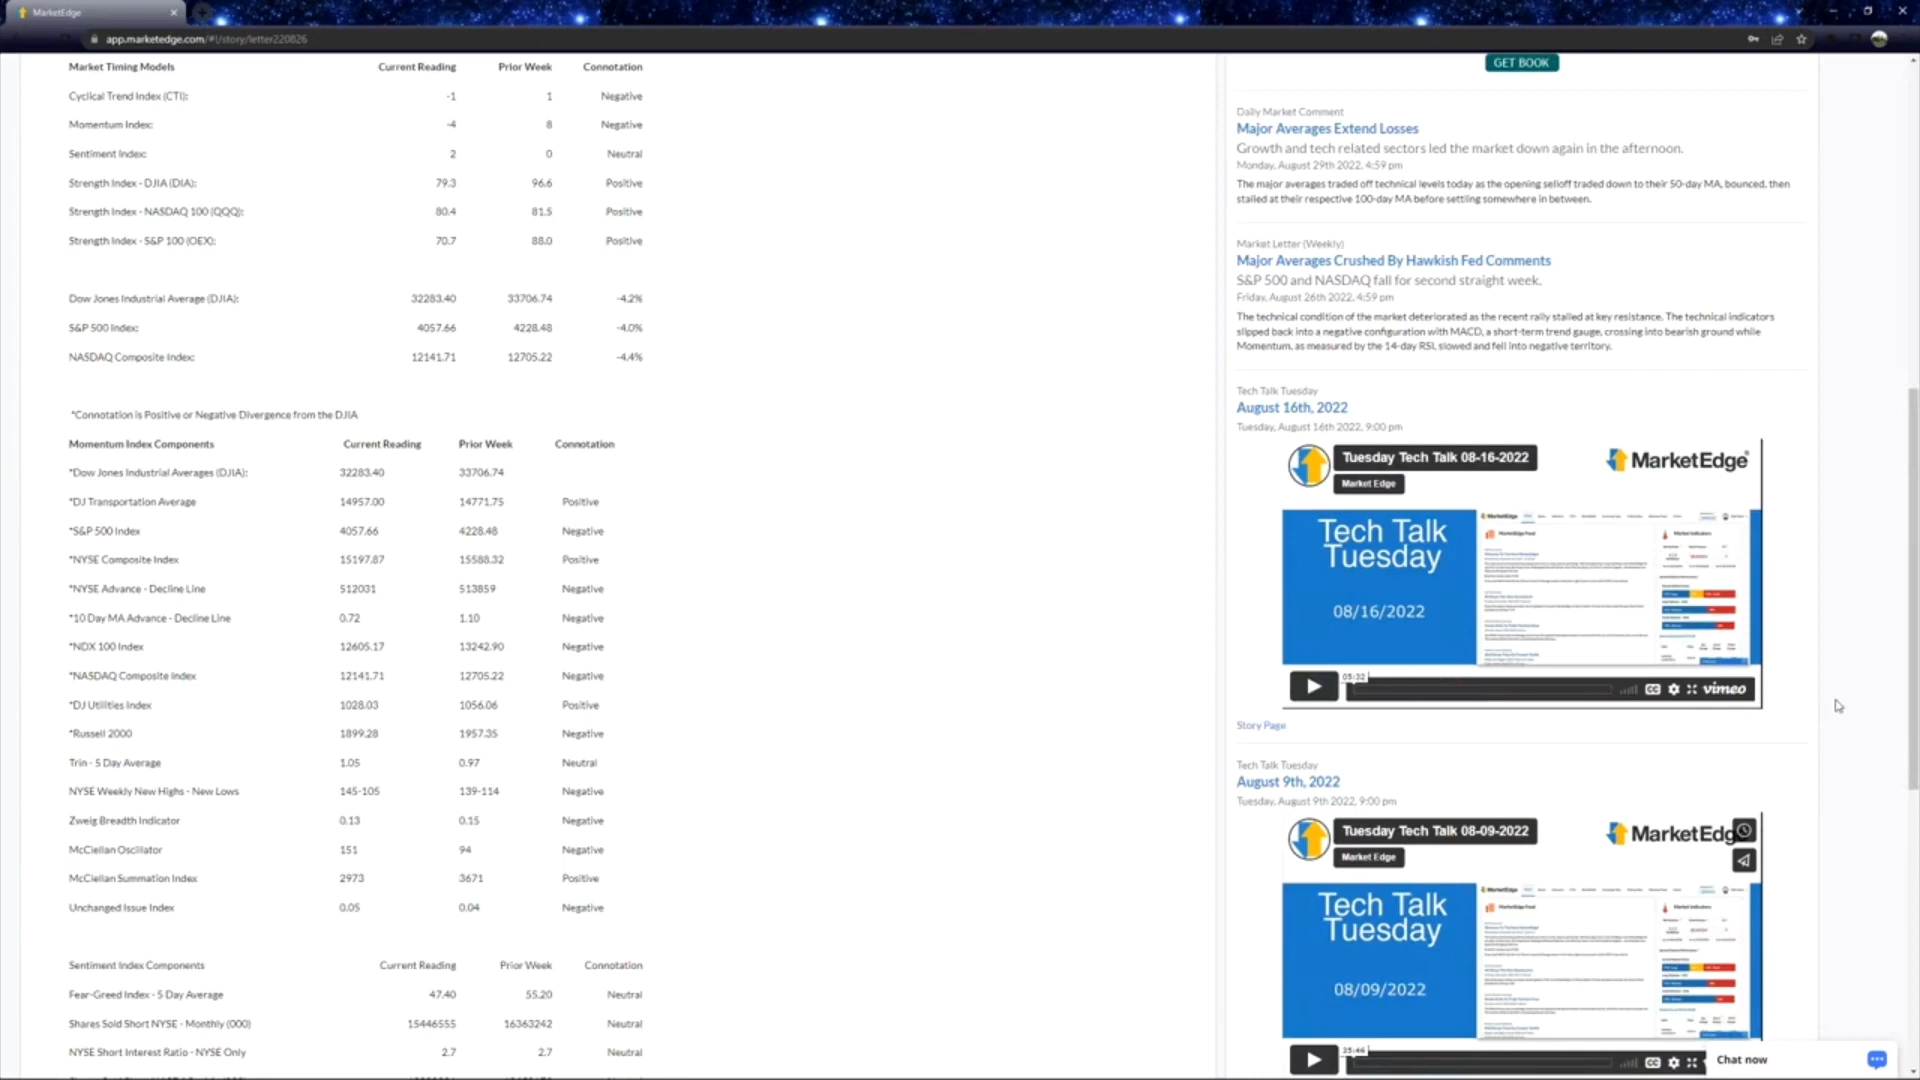 MarketEdge
app.marketedge.com/#!/story/letter220826
Market Timing Models Current Reading Prior Week Connotation
Cyclical Trend Index (CTI): -1 1 Negative
Momentum Index: -4 8 Negative
Sentiment Index: 2 0 Neutral
Strength Index - DJIA (DIA): 79.3 96.6 Positive
Strength Index - NASDAQ 100 (QQQ): 80.4 81.5 Positive
Strength Index - S&P 100 (OEX): 70.7 88.0 Positive
Dow Jones Industrial Average (DJIA): 32283.40 33706.74 -4.2%
S&P 500 Index: 4057.66 4228.48 -4.0%
NASDAQ Composite Index: 12141.71 12705.22 -4.4%
*Connotation is Positive or Negative Divergence from the DJIA
Momentum Index Components Current Reading Prior Week Connotation
*Dow Jones Industrial Averages (DJIA): 32283.40 33706.74
*DJ Transportation Average 14957.00 14771.75 Positive
*S&P 500 Index 4057.66 4228.48 Negative
*NYSE Composite Index 15197.87 15588.32 Positive
*NYSE Advance - Decline Line 512031 513859 Negative
*10 Day MA Advance - Decline Line 0.72 1.10 Negative
*NDX 100 Index 12605.17 13242.90 Negative
*NASDAQ Composite Index 12141.71 12705.22 Negative
*DJ Utilities Index 1028.03 1056.06 Positive
*Russell 2000 1899.28 1957.35 Negative
Trin - 5 Day Average 1.05 0.97 Neutral
NYSE Weekly New Highs - New Lows 145-105 139-114 Negative
Zweig Breadth Indicator 0.13 0.15 Negative
McClellan Oscillator 151 94 Negative
McClellan Summation Index 2973 3671 Positive
Unchanged Issue Index 0.05 0.04 Negative
Sentiment Index Components Current Reading Prior Week Connotation
Fear-Greed Index - 5 Day Average 47.40 55.20 Neutral
Shares Sold Short NYSE - Monthly (000) 15446555 16363242 Neutral
NYSE Short Interest Ratio - NYSE Only 2.7 2.7 Neutral
GET BOOK
Daily Market Comment
Major Averages Extend Losses
Growth and tech related sectors led the market down again in the afternoon.
Monday, August 29th 2022, 4:59 pm
The major averages traded off technical levels today as the opening selloff traded down to their 50-day MA, bounced, then
stalled at their respective 100-day MA before settling somewhere in between.
Market Letter (Weekly)
Major Averages Crushed By Hawkish Fed Comments
S&P 500 and NASDAQ fall for second straight week.
Friday, August 26th 2022, 4:59 pm
The technical condition of the market deteriorated as the recent rally stalled at key resistance. The technical indicators
slipped back into a negative configuration with MACD, a short-term trend gauge, crossing into bearish ground while
Momentum, as measured by the 14-day RSI, slowed and fell into negative territory.
Tech Talk Tuesday
August 16th, 2022
Tuesday, August 16th 2022, 9:00 pm
Tuesday Tech Talk 08-16-2022
Market Edge
MarketEdge
Tech Talk
Tuesday
08/16/2022
05:32
CC vimeo
Story Page
Tech Talk Tuesday
August 9th, 2022
Tuesday, August 9th 2022, 9:00 pm
Tuesday Tech Talk 08-09-2022
Market Edge
MarketEdg
Tech Talk
Tuesday
08/09/2022
25:46
CC
Chat now